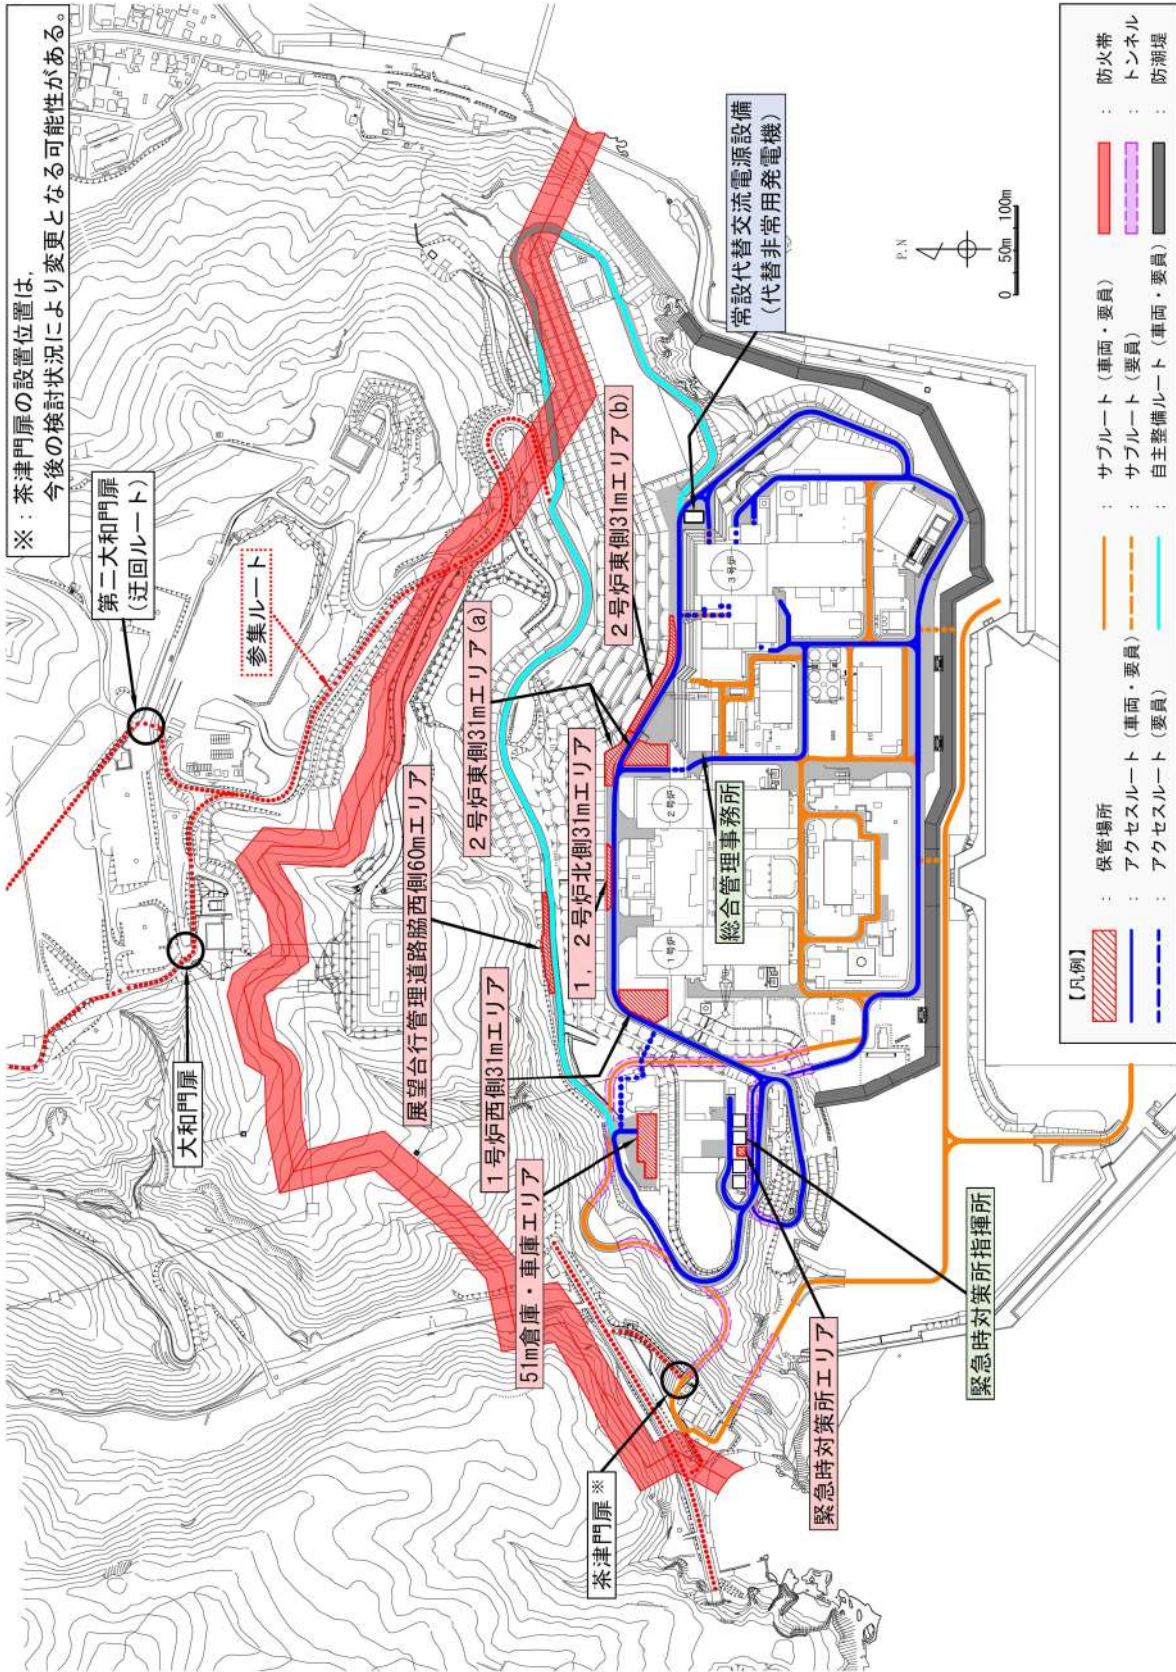 ※：茶津門扉の設置位置は，
今後の検討状況により変更となる可能性がある。
第二大和門扉
(迂回ルート)
参集ルート
大和門扉
展望台行管理道路脇西側60mエリア
2号炉東側31mエリア(a)
2号炉東側31mエリア(b)
1，2号炉北側31mエリア
1号炉西側31mエリア
51m倉庫・車庫エリア
茶津門扉※
緊急時対策所エリア
緊急時対策所指揮所
総合管理事務所
常設代替交流電源設備
(代替非常用発電機)
1号炉
2号炉
3号炉
P.N
0 50m 100m
【凡例】
：保管場所
：アクセスルート（車両・要員）
：アクセスルート（要員）
：サブルート（車両・要員）
：サブルート（要員）
：自主整備ルート（車両・要員）
：防火帯
：トンネル
：防潮堤